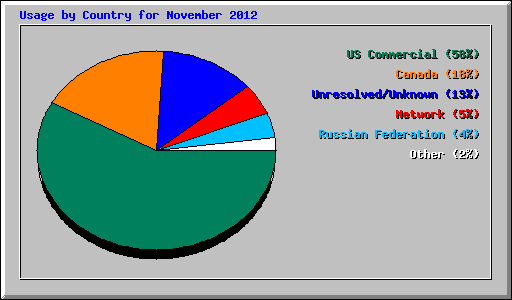 Usage by Country for November 2012
US Commercial (58%)
Canada (18%)
Unresolved/Unknown (13%)
Network (5%)
Russian Federation (4%)
Other (2%)